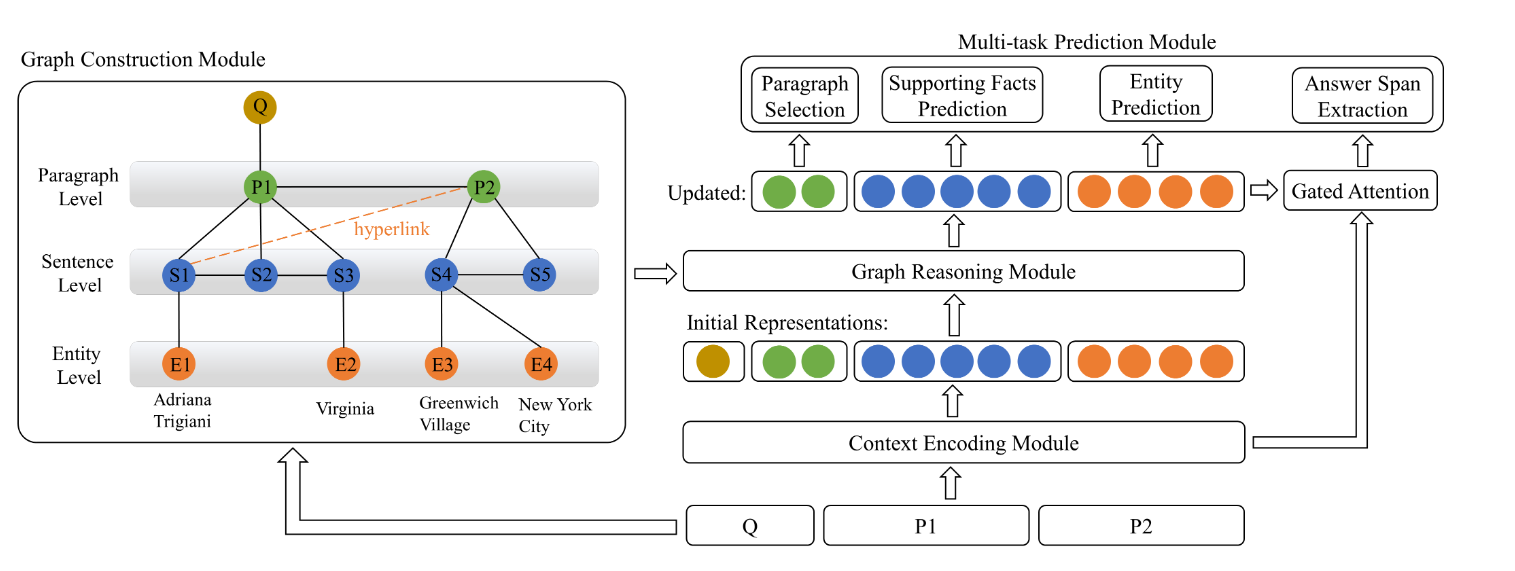 Graph Construction Module
Q
Paragraph
Level
P1
P2
hyperlink
Sentence
Level
S1
S2
S3
S4
S5
Entity
Level
E1
E2
E3
E4
Adriana
Trigiani
Virginia
Greenwich
Village
New York
City
Multi-task Prediction Module
Paragraph
Selection
Supporting Facts
Prediction
Entity
Prediction
Answer Span
Extraction
Updated:
Gated Attention
Graph Reasoning Module
Initial Representations:
Context Encoding Module
Q
P1
P2